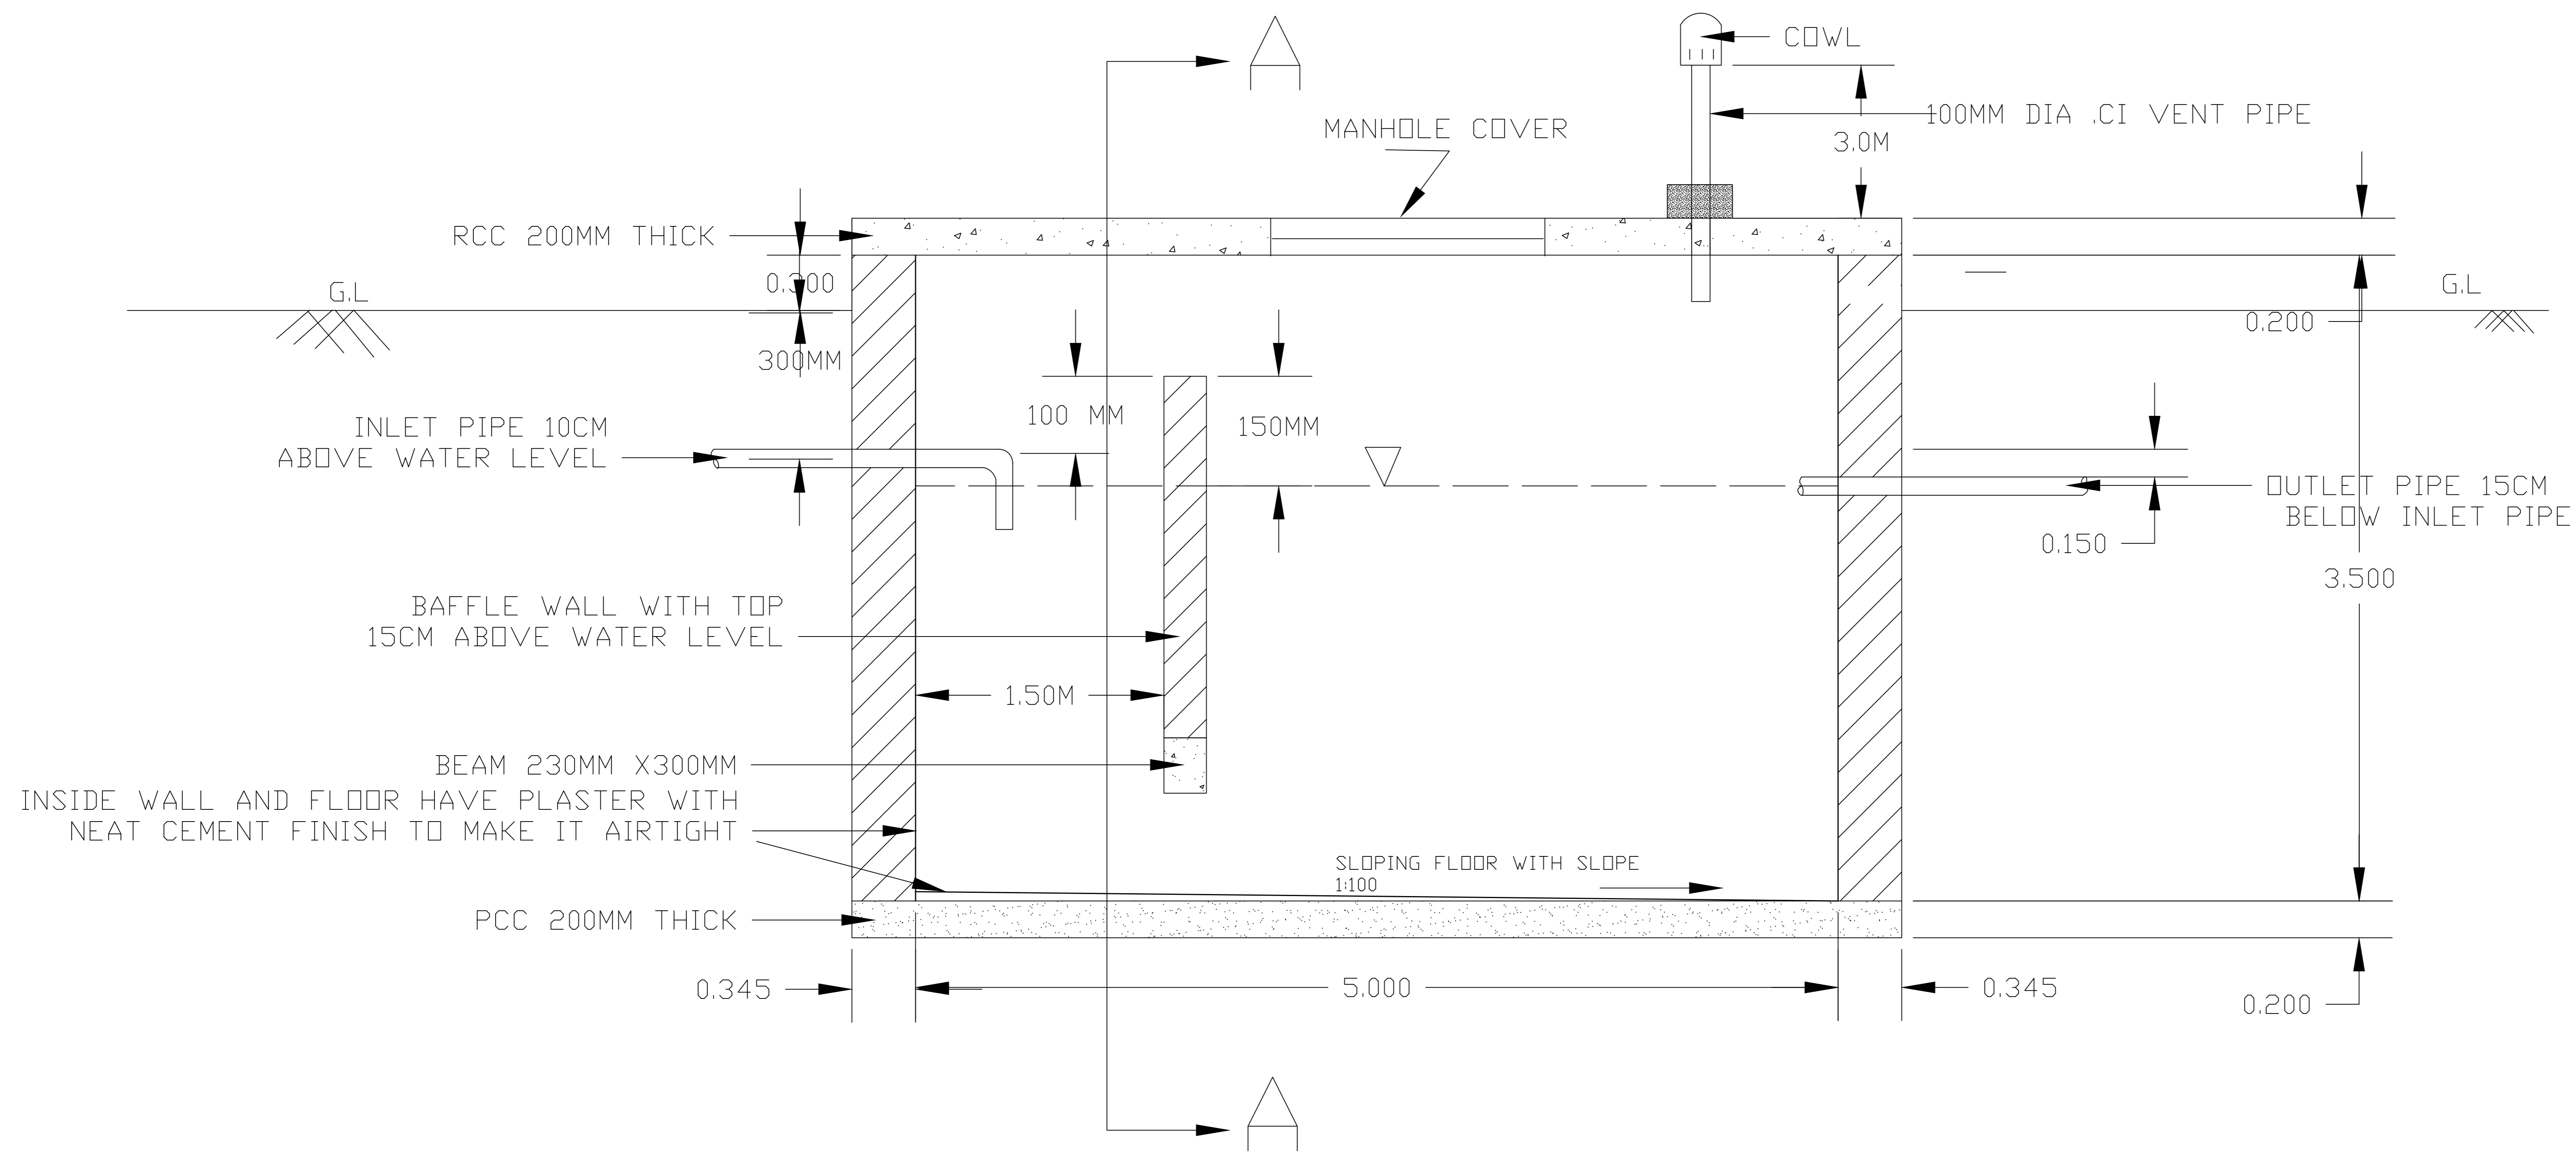 A
COWL
MANHOLE COVER
100MM DIA .CI VENT PIPE
3.0M
RCC 200MM THICK
0.300
G.L
G.L
0.200
300MM
100 MM
150MM
INLET PIPE 10CM
ABOVE WATER LEVEL
OUTLET PIPE 15CM
BELOW INLET PIPE
0.150
3.500
BAFFLE WALL WITH TOP
15CM ABOVE WATER LEVEL
1.50M
BEAM 230MM X300MM
INSIDE WALL AND FLOOR HAVE PLASTER WITH
NEAT CEMENT FINISH TO MAKE IT AIRTIGHT
SLOPING FLOOR WITH SLOPE
1:100
PCC 200MM THICK
0.345
5.000
0.345
0.200
A